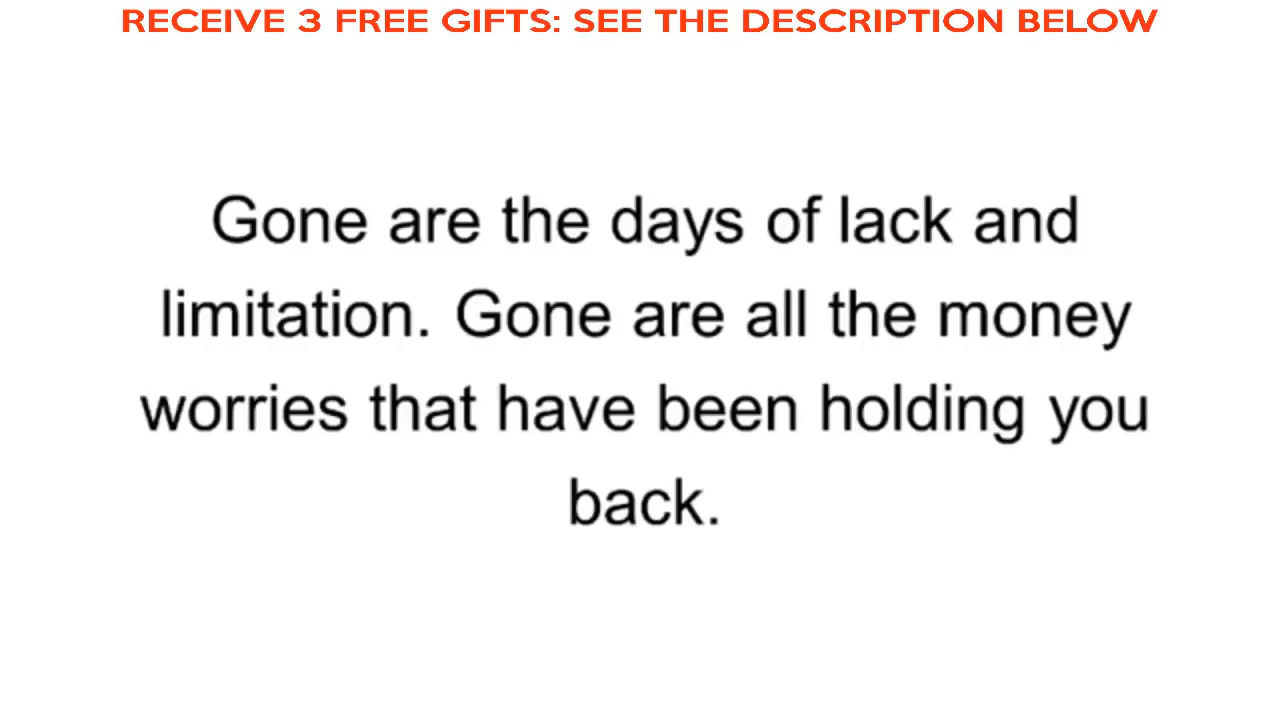 RECEIVE 3 FREE GIFTS: SEE THE DESCRIPTION BELOW
Gone are the days of lack and
limitation. Gone are all the money
worries that have been holding you
back.